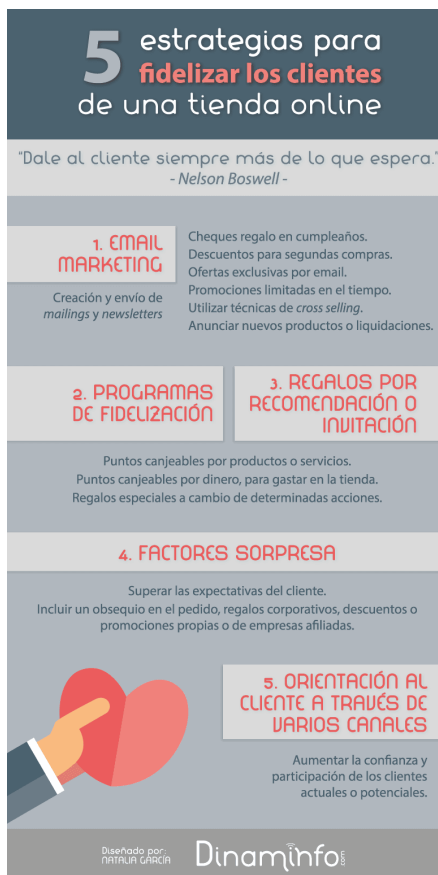 5 estrategias para
fidelizar los clientes
de una tienda online
"Dale al cliente siempre más de lo que espera."
- Nelson Boswell -
1. EMAIL
MARKETING
Creación y envío de
mailings y newsletters
Cheques regalo en cumpleaños.
Descuentos para segundas compras.
Ofertas exclusivas por email.
Promociones limitadas en el tiempo.
Utilizar técnicas de cross selling.
Anunciar nuevos productos o liquidaciones.
2. PROGRAMAS
DE FIDELIZACIÓN
3. REGALOS POR
RECOMENDACIÓN O
INVITACIÓN
Puntos canjeables por productos o servicios.
Puntos canjeables por dinero, para gastar en la tienda.
Regalos especiales a cambio de determinadas acciones.
4. FACTORES SORPRESA
Superar las expectativas del cliente.
Incluir un obsequio en el pedido, regalos corporativos, descuentos o
promociones propias o de empresas afiliadas.
5. ORIENTACIÓN AL
CLIENTE A TRAVÉS DE
VARIOS CANALES
Aumentar la confianza y
participación de los clientes
actuales o potenciales.
Diseñado por:
NATALIA GARCÍA
Dinaminfo.com